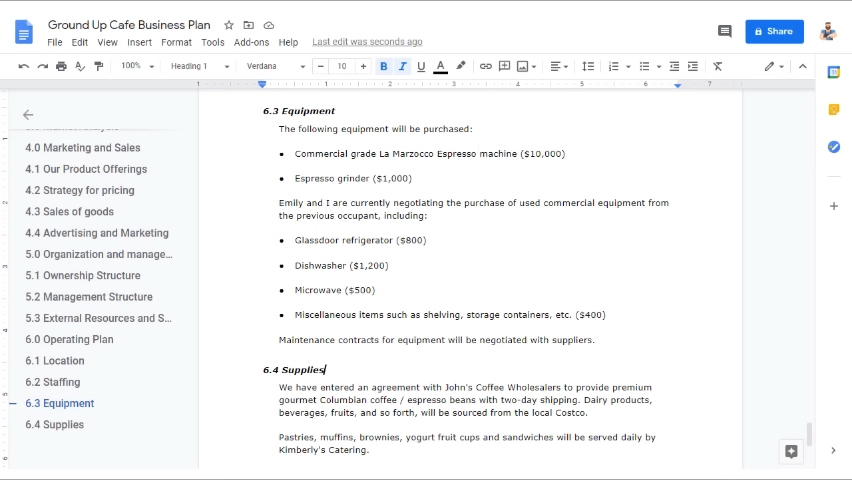 Ground Up Cafe Business Plan
Share
File Edit View Insert Format Tools Add-ons Help Last edit was seconds ago
100% Heading 1 Verdana 10 B I U A
1 1 2 3 4 5 6 7
4.0 Marketing and Sales
4.1 Our Product Offerings
4.2 Strategy for pricing
4.3 Sales of goods
4.4 Advertising and Marketing
5.0 Organization and manage...
5.1 Ownership Structure
5.2 Management Structure
5.3 External Resources and S...
6.0 Operating Plan
6.1 Location
6.2 Staffing
6.3 Equipment
6.4 Supplies
6.3 Equipment
The following equipment will be purchased:
• Commercial grade La Marzocco Espresso machine ($10,000)
• Espresso grinder ($1,000)
Emily and I are currently negotiating the purchase of used commercial equipment from
the previous occupant, including:
• Glassdoor refrigerator ($800)
• Dishwasher ($1,200)
• Microwave ($500)
• Miscellaneous items such as shelving, storage containers, etc. ($400)
Maintenance contracts for equipment will be negotiated with suppliers.
6.4 Supplies
We have entered an agreement with John's Coffee Wholesalers to provide premium
gourmet Columbian coffee / espresso beans with two-day shipping. Dairy products,
beverages, fruits, and so forth, will be sourced from the local Costco.
Pastries, muffins, brownies, yogurt fruit cups and sandwiches will be served daily by
Kimberly's Catering.